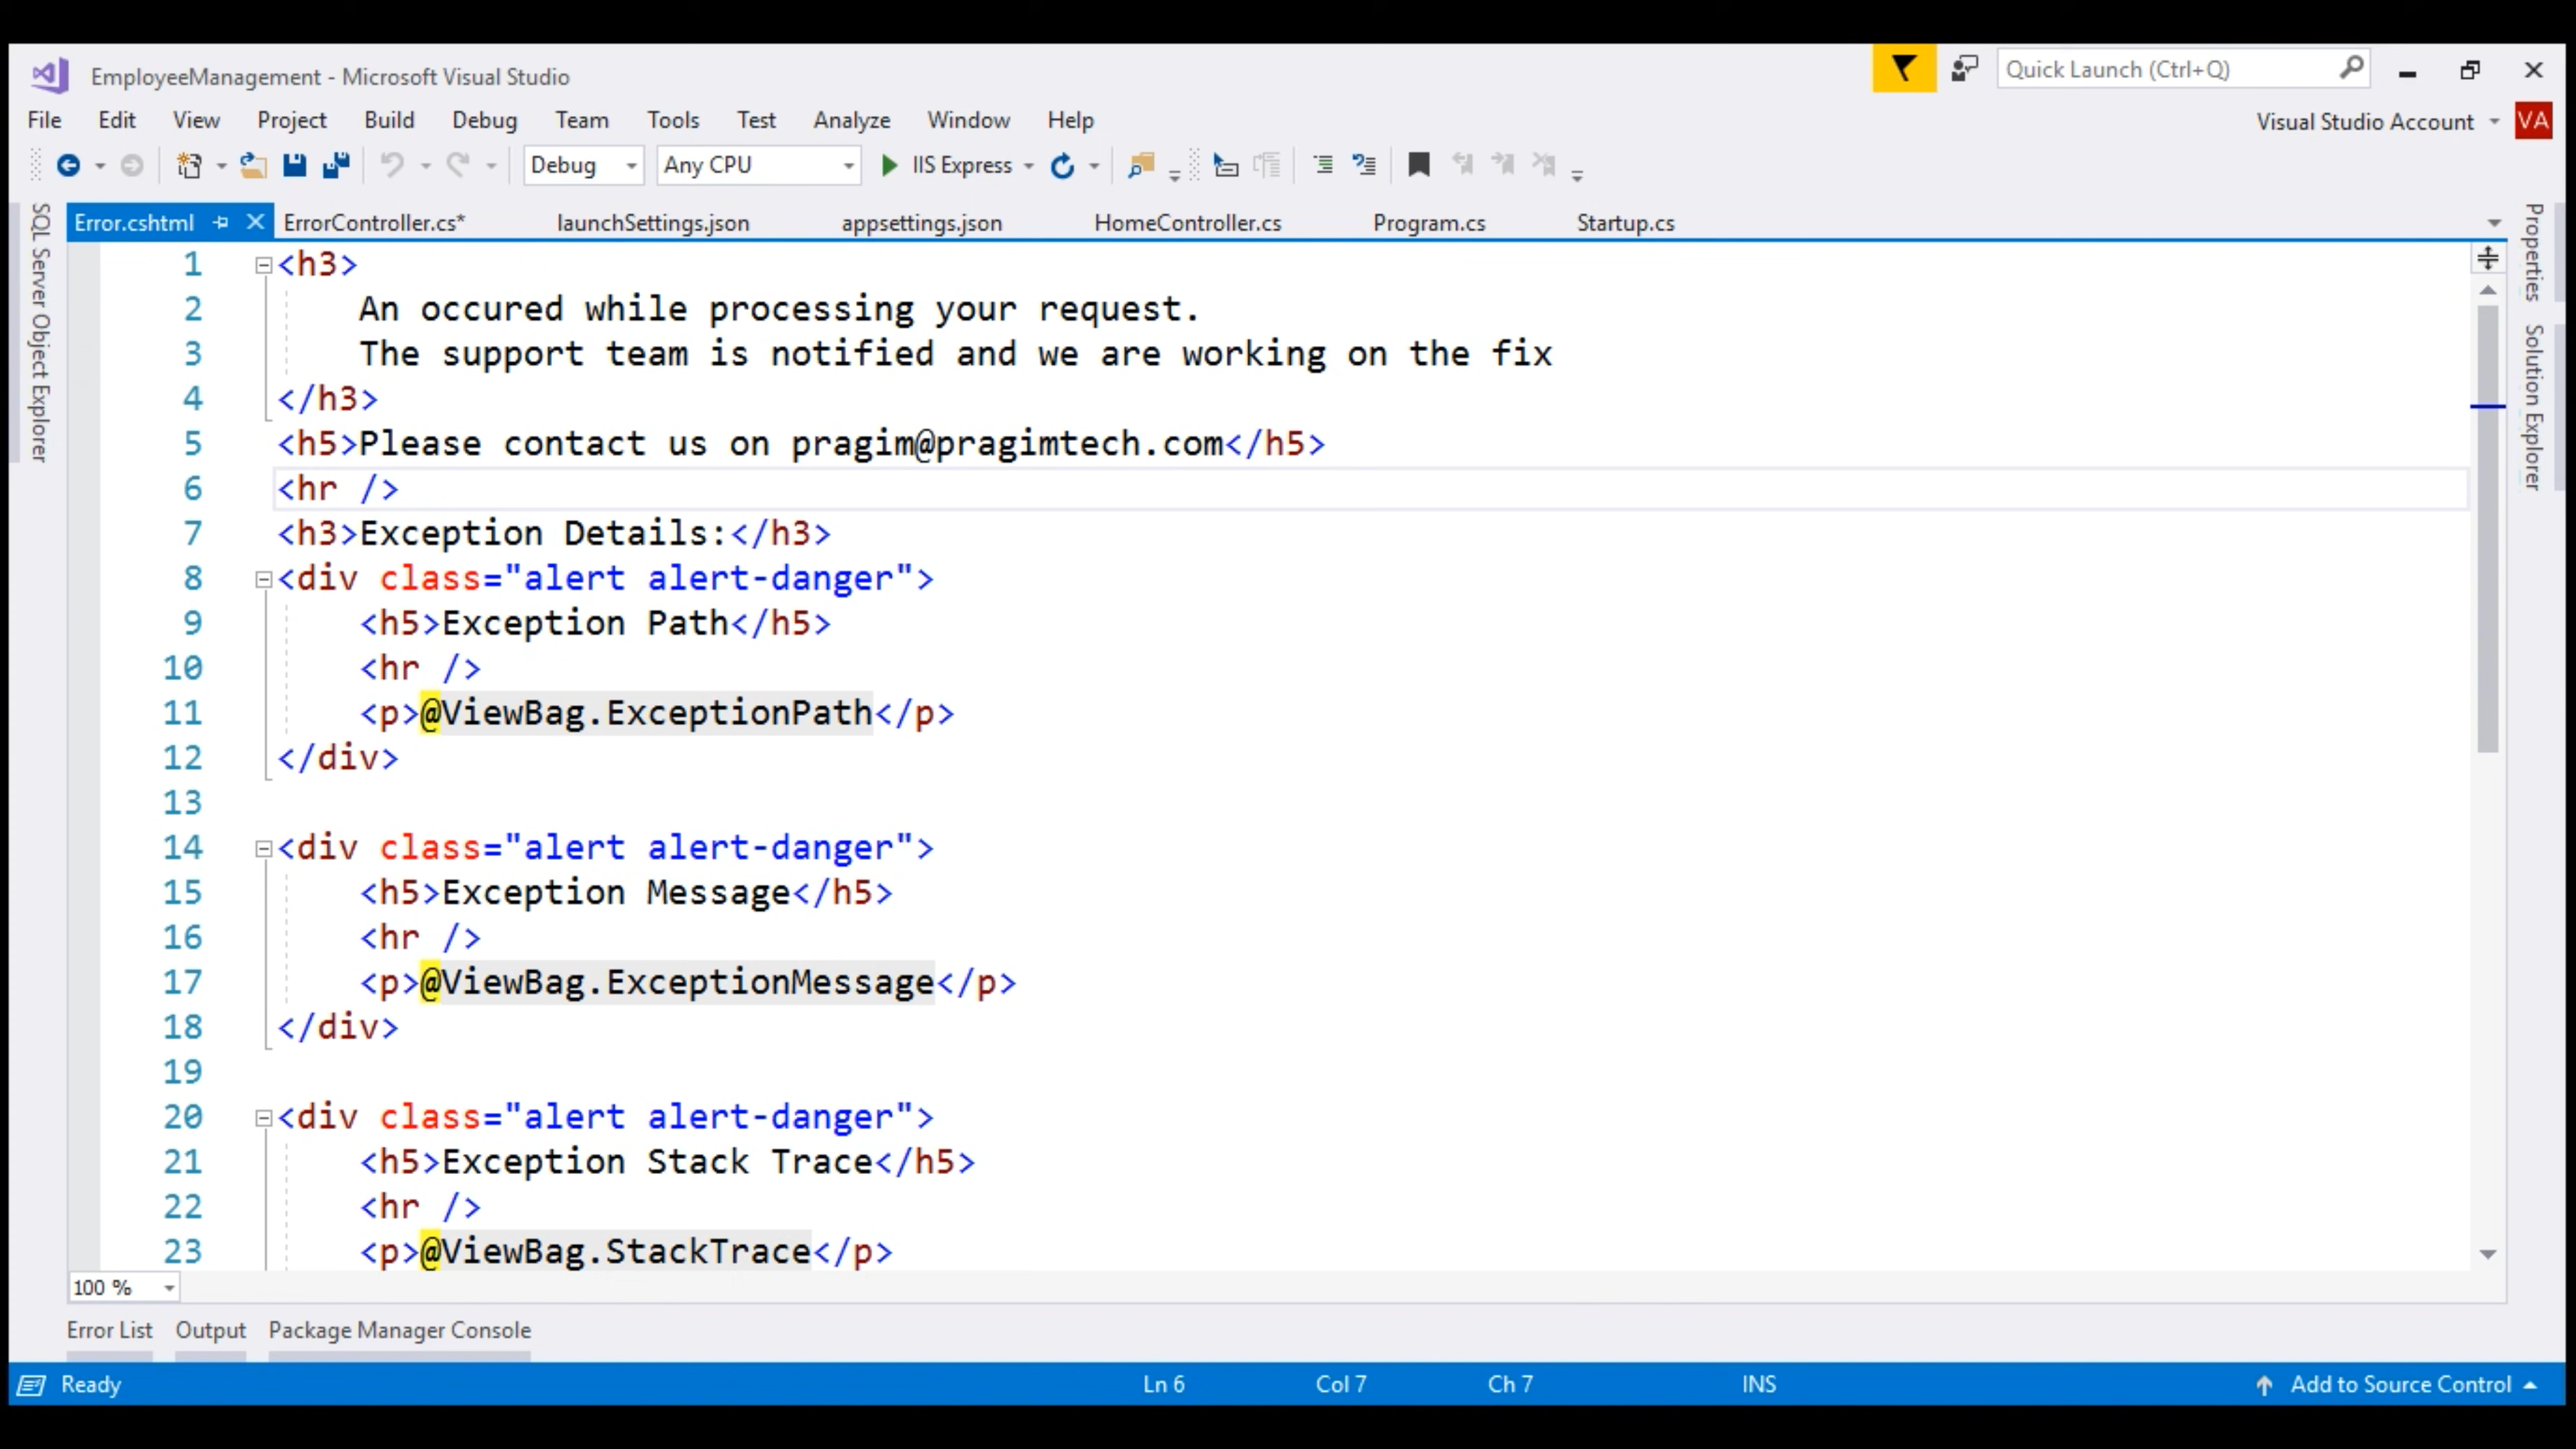 EmployeeManagement - Microsoft Visual Studio
Quick Launch (Ctrl+Q)
File Edit View Project Build Debug Team Tools Test Analyze Window Help
Visual Studio Account VA
Debug Any CPU IIS Express
Error.cshtml ErrorController.cs* launchSettings.json appsettings.json HomeController.cs Program.cs Startup.cs
SQL Server Object Explorer
Properties
Solution Explorer
1 <h3>
2 An occured while processing your request.
3 The support team is notified and we are working on the fix
4 </h3>
5 <h5>Please contact us on pragim@pragimtech.com</h5>
6 <hr />
7 <h3>Exception Details:</h3>
8 <div class="alert alert-danger">
9 <h5>Exception Path</h5>
10 <hr />
11 <p>@ViewBag.ExceptionPath</p>
12 </div>
13
14 <div class="alert alert-danger">
15 <h5>Exception Message</h5>
16 <hr />
17 <p>@ViewBag.ExceptionMessage</p>
18 </div>
19
20 <div class="alert alert-danger">
21 <h5>Exception Stack Trace</h5>
22 <hr />
23 <p>@ViewBag.StackTrace</p>
100 %
Error List Output Package Manager Console
Ready Ln 6 Col 7 Ch 7 INS Add to Source Control